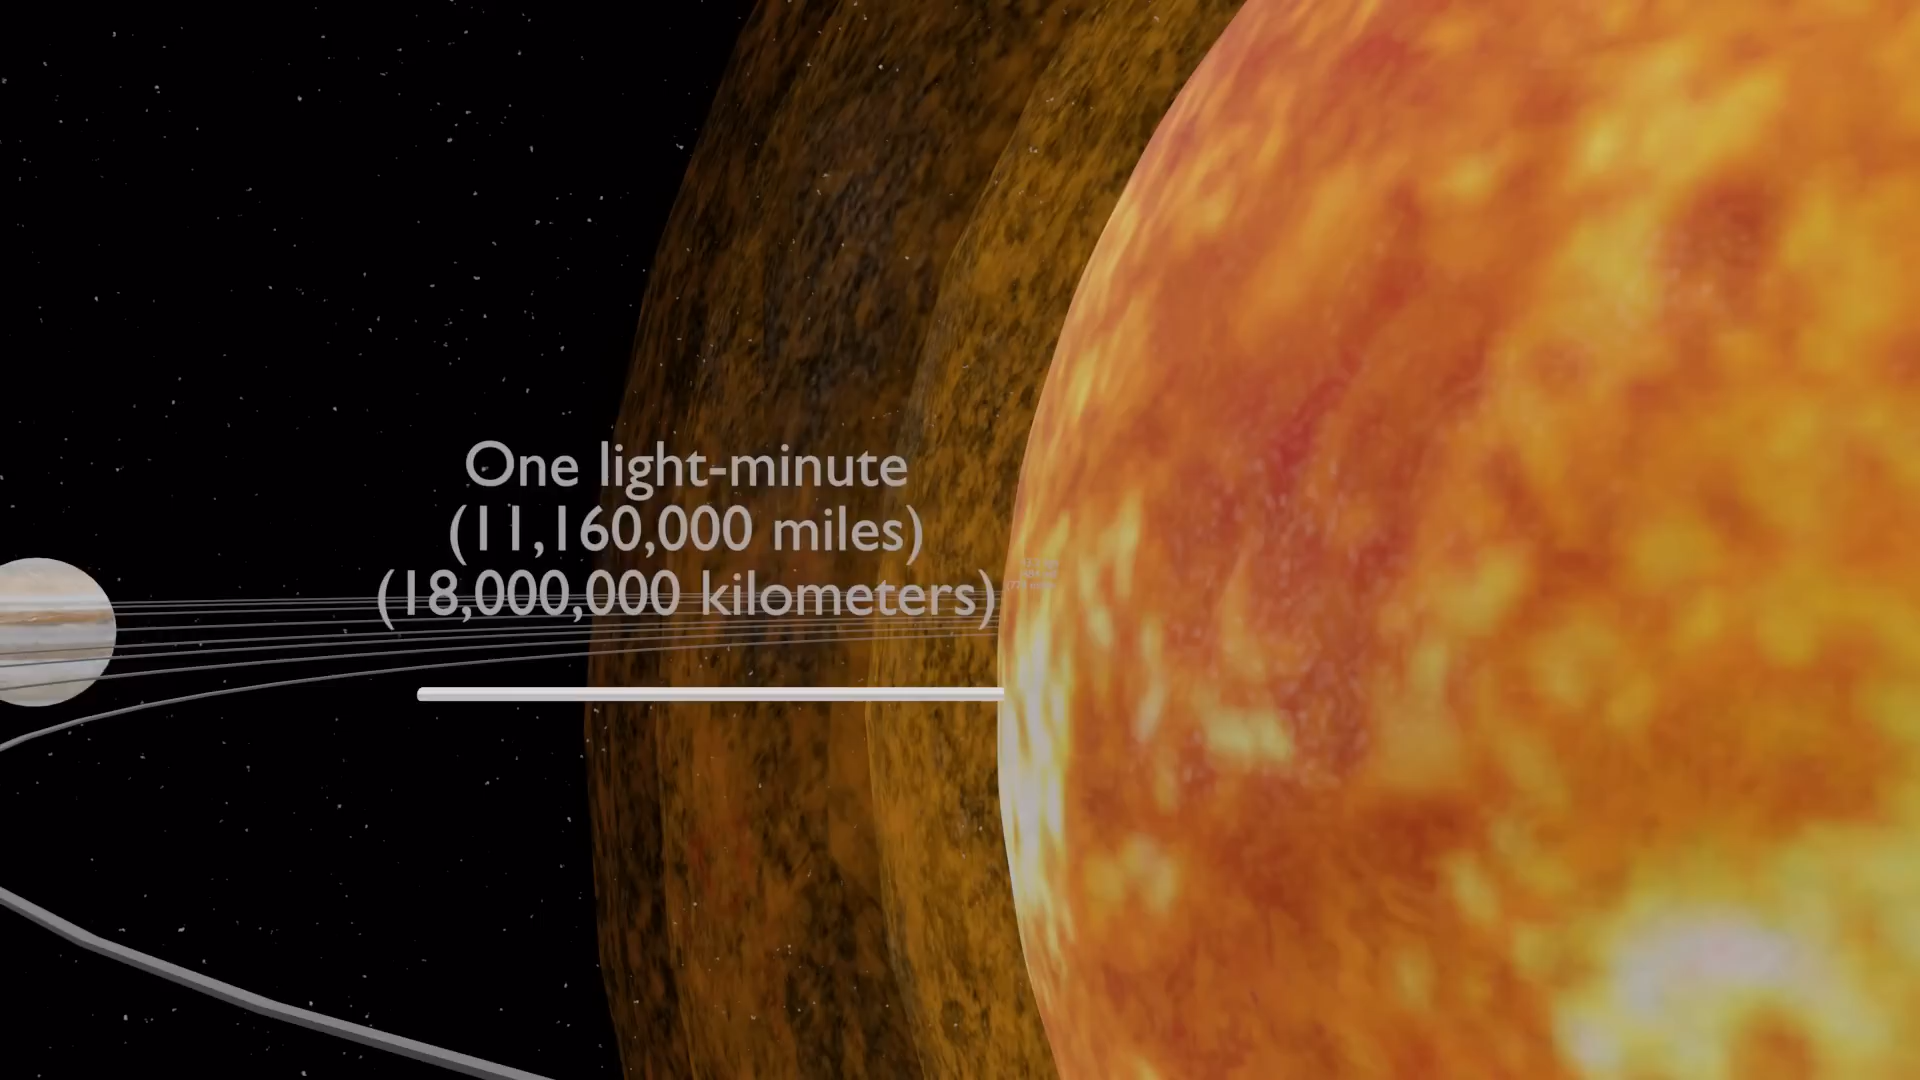 One light-minute
(11,160,000 miles)
(18,000,000 kilometers)